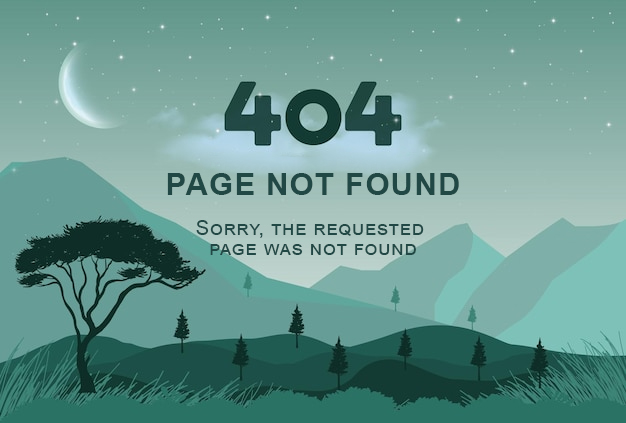 404
PAGE NOT FOUND
Sorry, the requested
page was not found